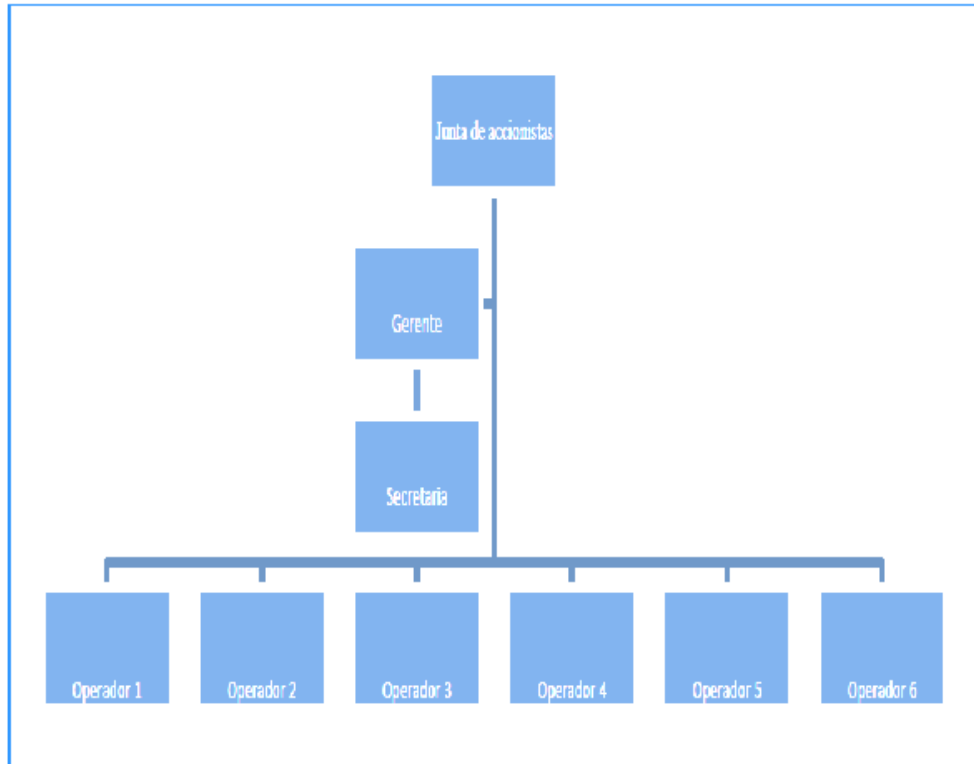 Junta de accionistas
Gerente
Secretaria
Operador 1
Operador 2
Operador 3
Operador 4
Operador 5
Operador 6